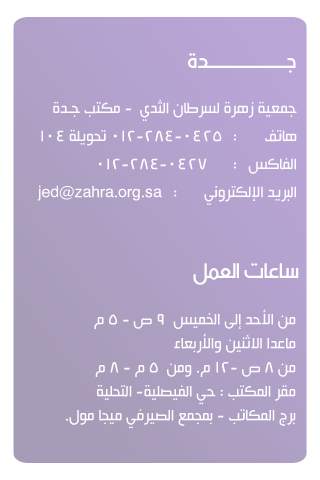 جــــــــدة
جمعية زهرة لسرطان الثدي - مكتب جدة
هاتف : ٠١٢-٢٨٤-٠٤٢٥ تحويلة ١٠٤
الفاكس : ٠١٢-٢٨٤-٠٤٢٧
البريد الإلكتروني : jed@zahra.org.sa
ساعات العمل
من الأحد إلى الخميس ٩ ص - ٥ م
ماعدا الاثنين والأربعاء
من ٨ ص -١٢ م. ومن ٥ م - ٨ م
مقر المكتب : حي الفيصلية- التحلية
برج المكاتب - بمجمع الصيرفي ميجا مول.